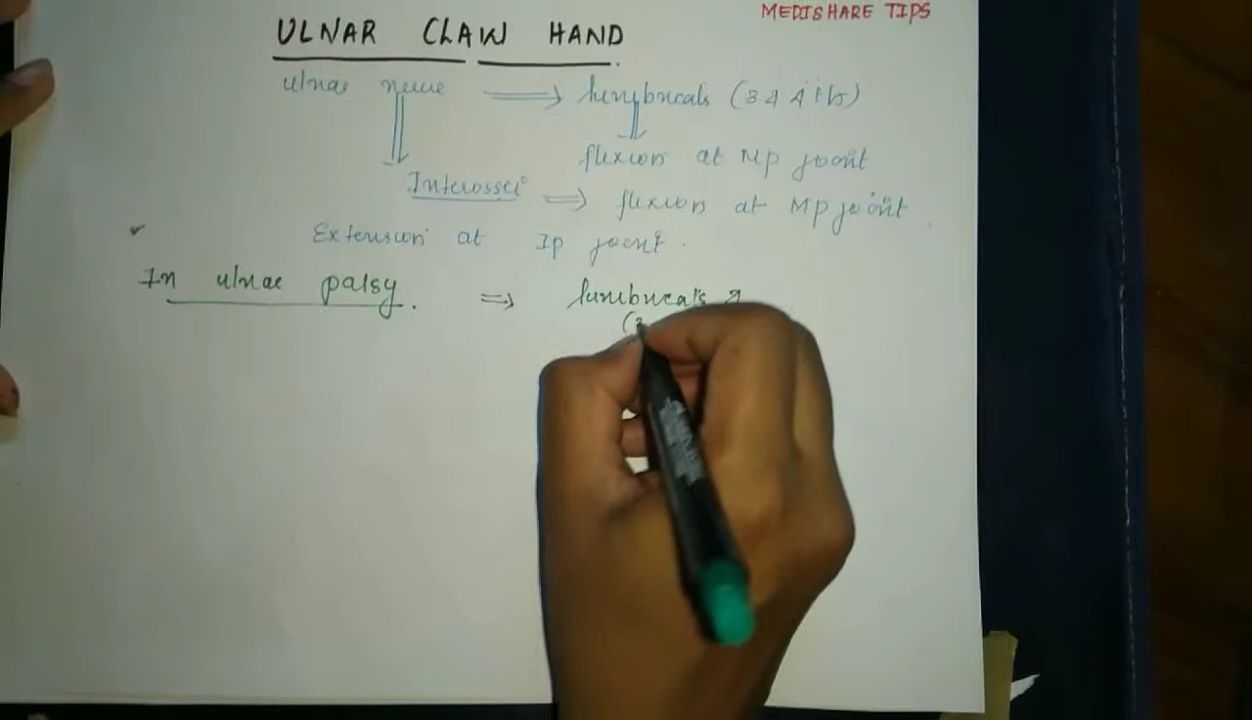 MEDISHARE TIPS
ULNAR CLAW HAND.
ulnar nerve ⟹ lumbricals (3 & 4th)
flexion at MP joint
Interossei ⟹ flexion at MP joint
Extension at Ip joint.
In ulnar palsy. ⟹ lumbricals &
(3